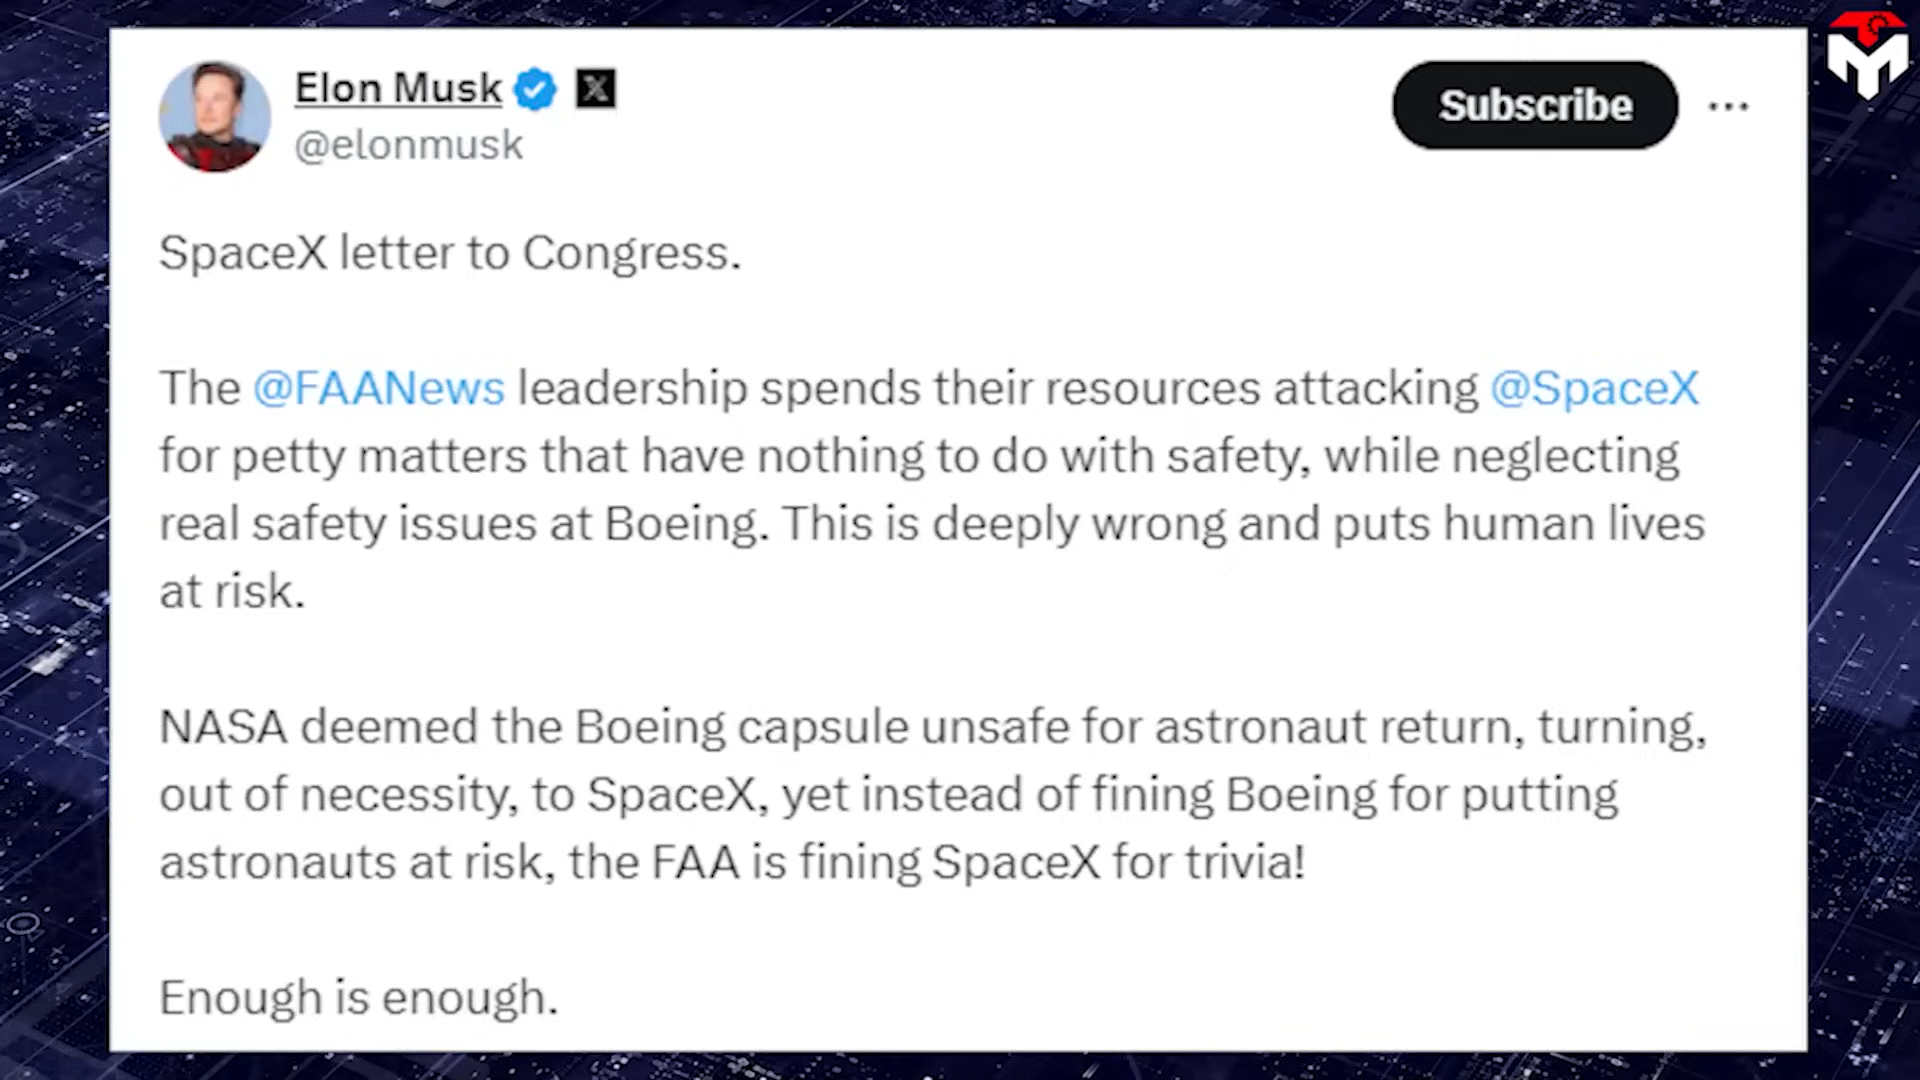 Elon Musk
@elonmusk
Subscribe
SpaceX letter to Congress.
The @FAANews leadership spends their resources attacking @SpaceX
for petty matters that have nothing to do with safety, while neglecting
real safety issues at Boeing. This is deeply wrong and puts human lives
at risk.
NASA deemed the Boeing capsule unsafe for astronaut return, turning,
out of necessity, to SpaceX, yet instead of fining Boeing for putting
astronauts at risk, the FAA is fining SpaceX for trivia!
Enough is enough.